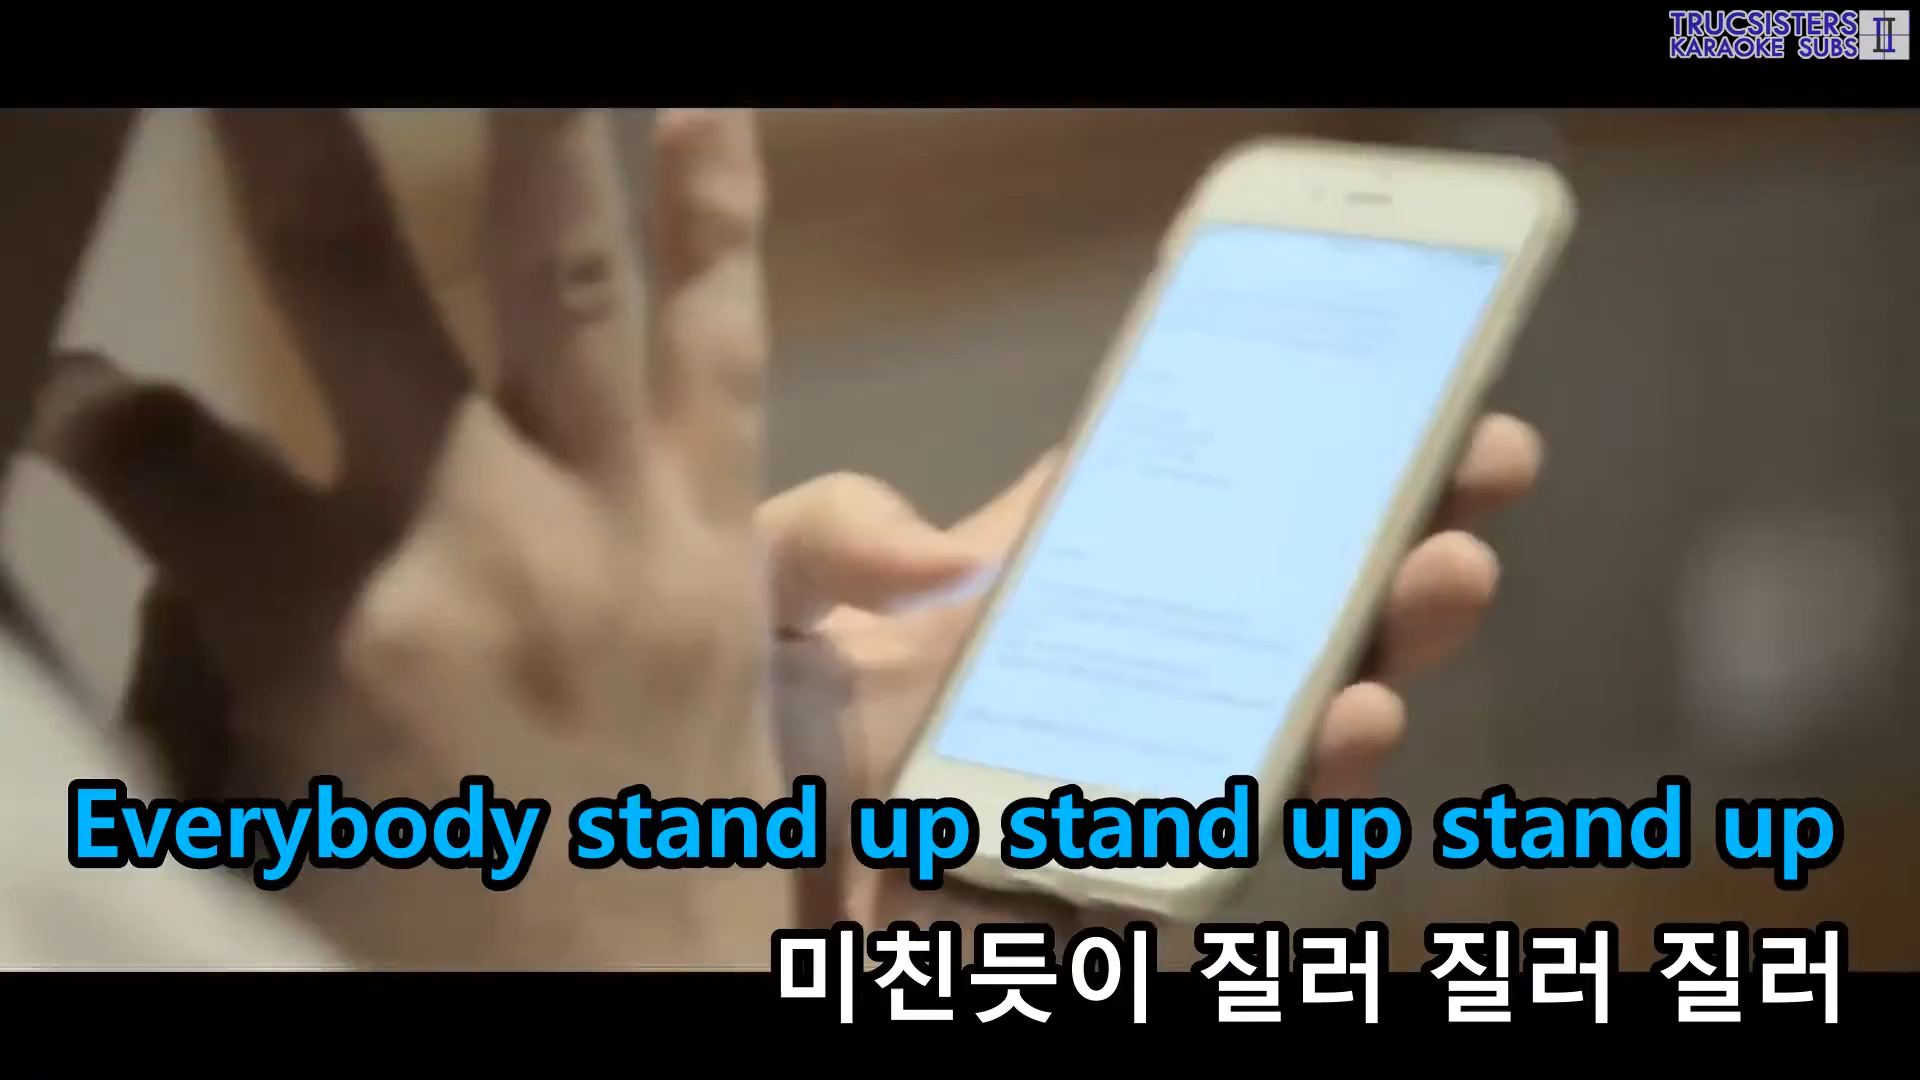 TRUCSISTERS
KARAOKE SUBS II
Everybody stand up stand up stand up
미친듯이 질러 질러 질러